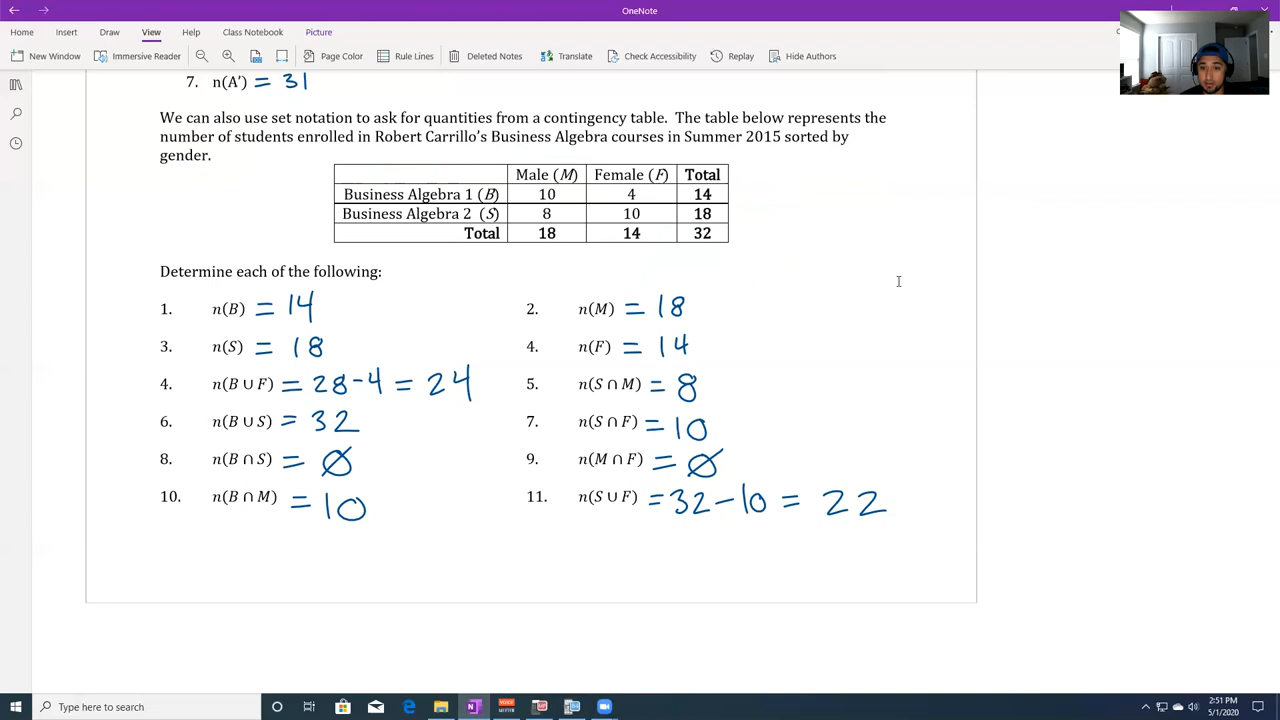 OneNote
Home Insert Draw View Help Class Notebook Picture
New Window Immersive Reader Page Color Rule Lines Deleted Notes Translate Check Accessibility Replay Hide Authors
7. n(A’) = 31
We can also use set notation to ask for quantities from a contingency table. The table below represents the
number of students enrolled in Robert Carrillo’s Business Algebra courses in Summer 2015 sorted by
gender.
Male (M) Female (F) Total
Business Algebra 1 (B) 10 4 14
Business Algebra 2 (S) 8 10 18
Total 18 14 32
Determine each of the following:
1. n(B) = 14 2. n(M) = 18
3. n(S) = 18 4. n(F) = 14
4. n(B ∪ F) = 28-4 = 24 5. n(S ∩ M) = 8
6. n(B ∪ S) = 32 7. n(S ∩ F) = 10
8. n(B ∩ S) = Ø 9. n(M ∩ F) = Ø
10. n(B ∩ M) = 10 11. n(S ∪ F) = 32-10 = 22
Type here to search
2:51 PM
5/1/2020